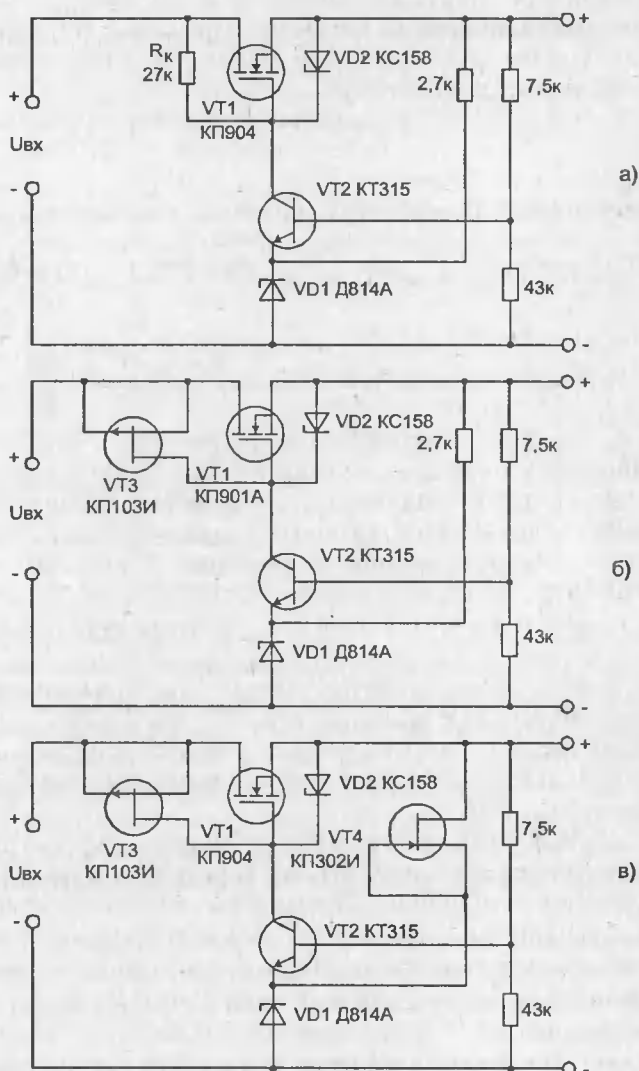 +
Rк
27к
VD2 КС158
2,7к
7,5к
+
Uвх
-
VT1
КП904
а)
VT2 КТ315
VD1 Д814А
43к
-
+
VD2 КС158
2,7к
7,5к
+
Uвх
-
VT3
КП103И
VT1
КП901А
б)
VT2 КТ315
VD1 Д814А
43к
-
+
VD2 КС158
7,5к
+
Uвх
-
VT3
КП103И
VT1
КП904
VT4
КП302И
в)
VT2 КТ315
VD1 Д814А
43к
-